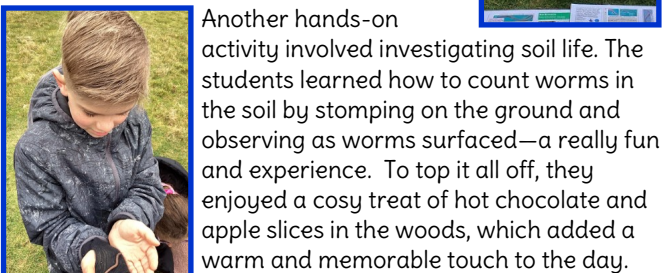 Another hands-on
activity involved investigating soil life. The
students learned how to count worms in
the soil by stomping on the ground and
observing as worms surfaced—a really fun
and experience.  To top it all off, they
enjoyed a cosy treat of hot chocolate and
apple slices in the woods, which added a
warm and memorable touch to the day.